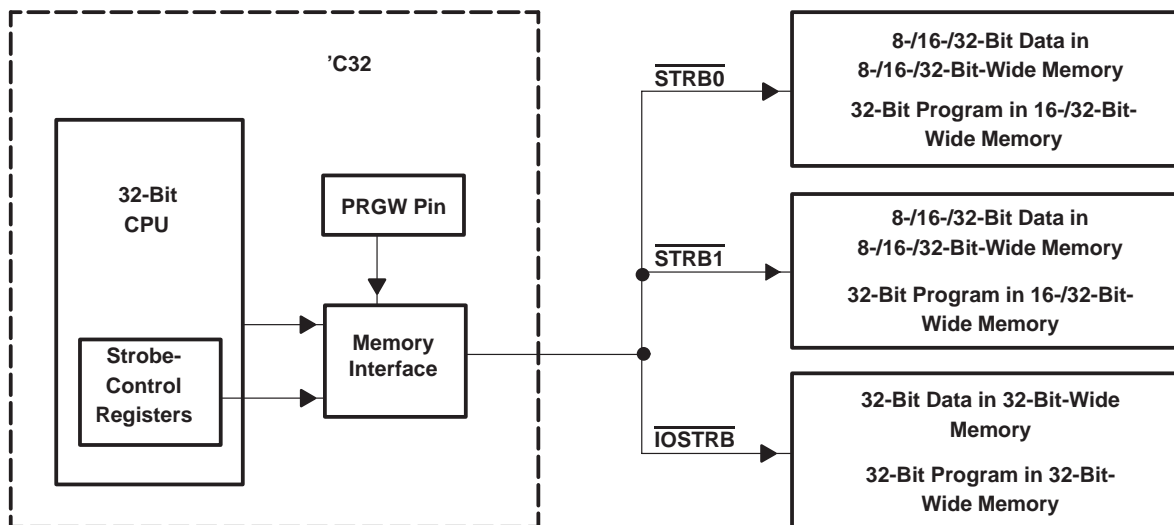 'C32
32-Bit
CPU
Strobe-
Control
Registers
PRGW Pin
Memory
Interface
STRB0
8-/16-/32-Bit Data in
8-/16-/32-Bit-Wide Memory
32-Bit Program in 16-/32-Bit-
Wide Memory
STRB1
8-/16-/32-Bit Data in
8-/16-/32-Bit-Wide Memory
32-Bit Program in 16-/32-Bit-
Wide Memory
IOSTRB
32-Bit Data in 32-Bit-Wide
Memory
32-Bit Program in 32-Bit-
Wide Memory